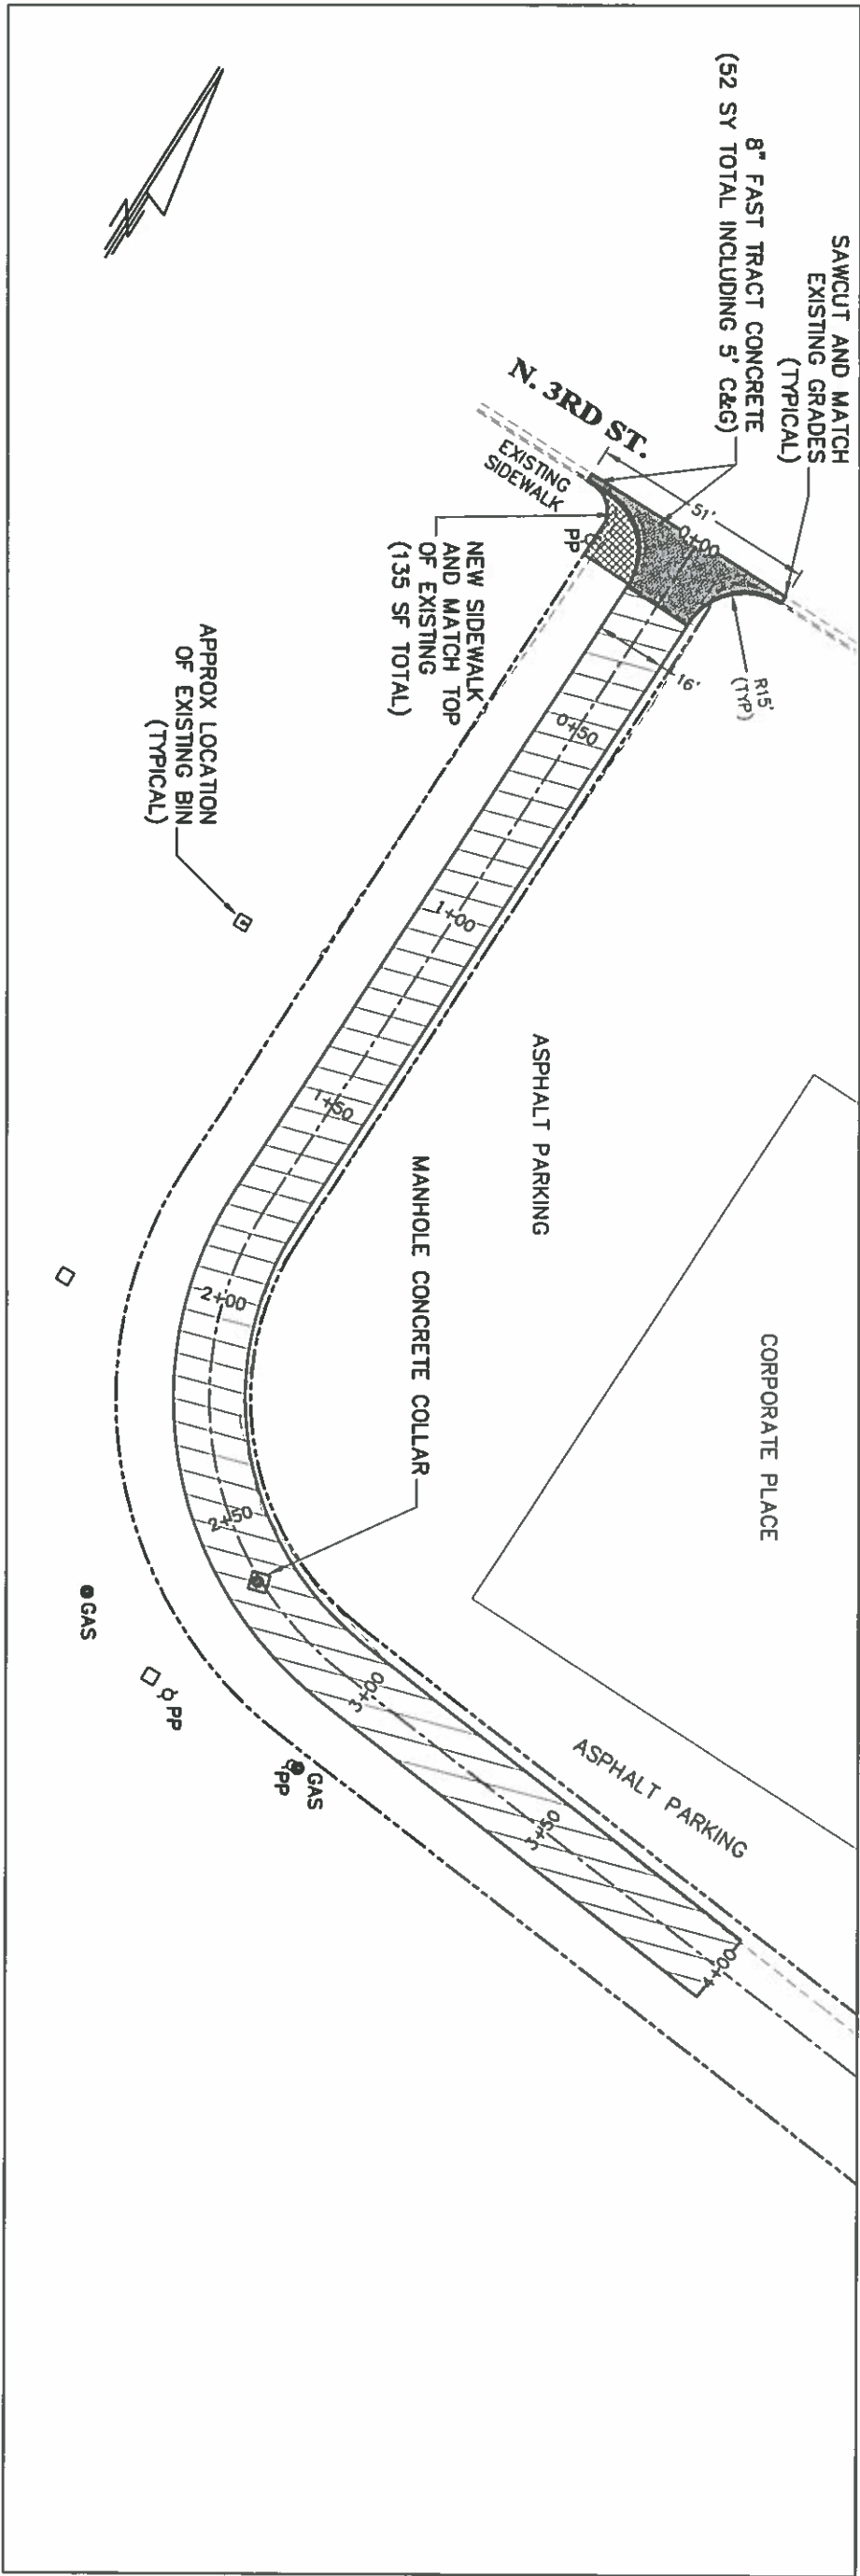 SAWCUT AND MATCH
EXISTING GRADES
(TYPICAL)
8" FAST TRACT CONCRETE
(52 SY TOTAL INCLUDING 5' C&G)
N. 3RD ST.
EXISTING
SIDEWALK
51'
0+00
PP
NEW SIDEWALK
AND MATCH TOP
OF EXISTING
(135 SF TOTAL)
R15'
(TYP)
16'
0+50
APPROX LOCATION
OF EXISTING BIN
(TYPICAL)
1+00
ASPHALT PARKING
1+50
MANHOLE CONCRETE COLLAR
2+00
CORPORATE PLACE
2+50
GAS
PP
3+00
GAS
PP
ASPHALT PARKING
3+50
4+00